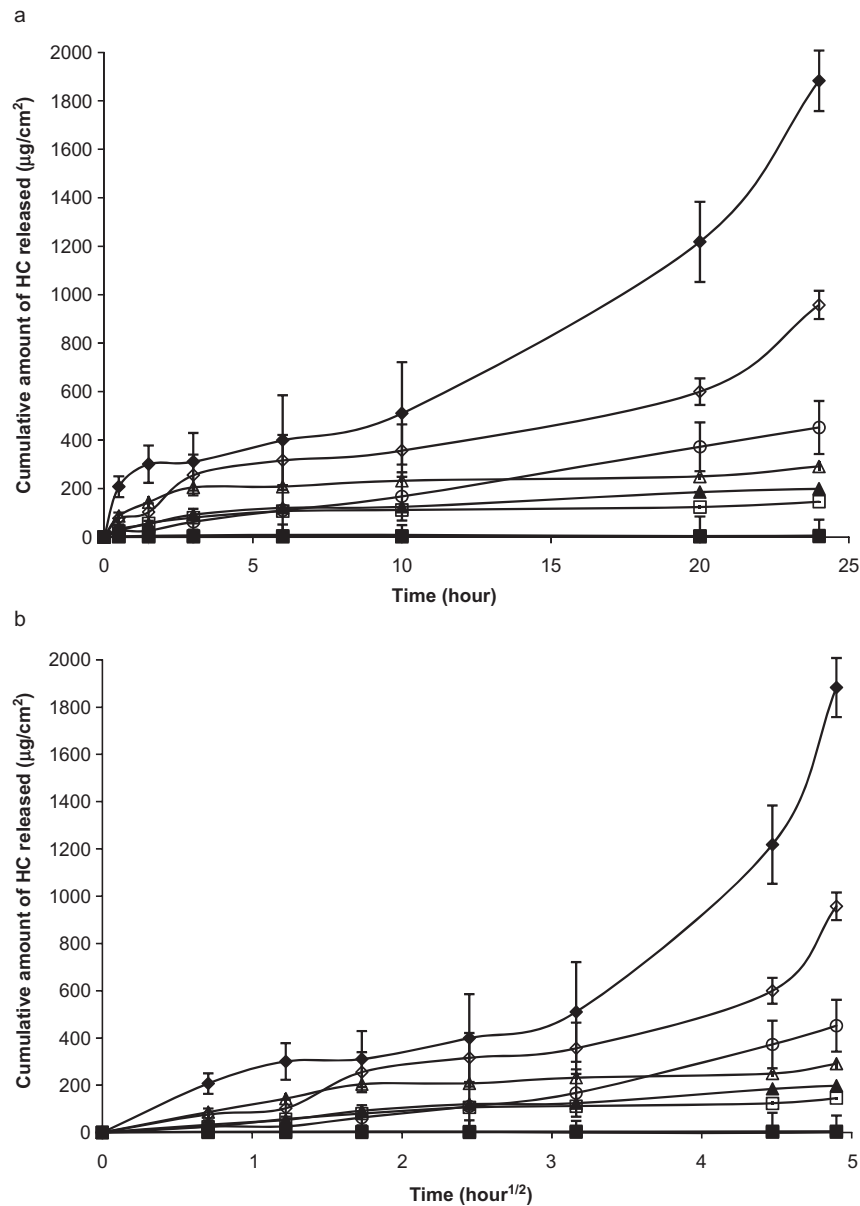 a
2000
1800
1600
1400
1200
1000
800
600
400
200
0
Cumulative amount of HC released (μg/cm²)
0 5 10 15 20 25
Time (hour)
b
2000
1800
1600
1400
1200
1000
800
600
400
200
0
Cumulative amount of HC released (μg/cm²)
0 1 2 3 4 5
Time (hour¹/²)